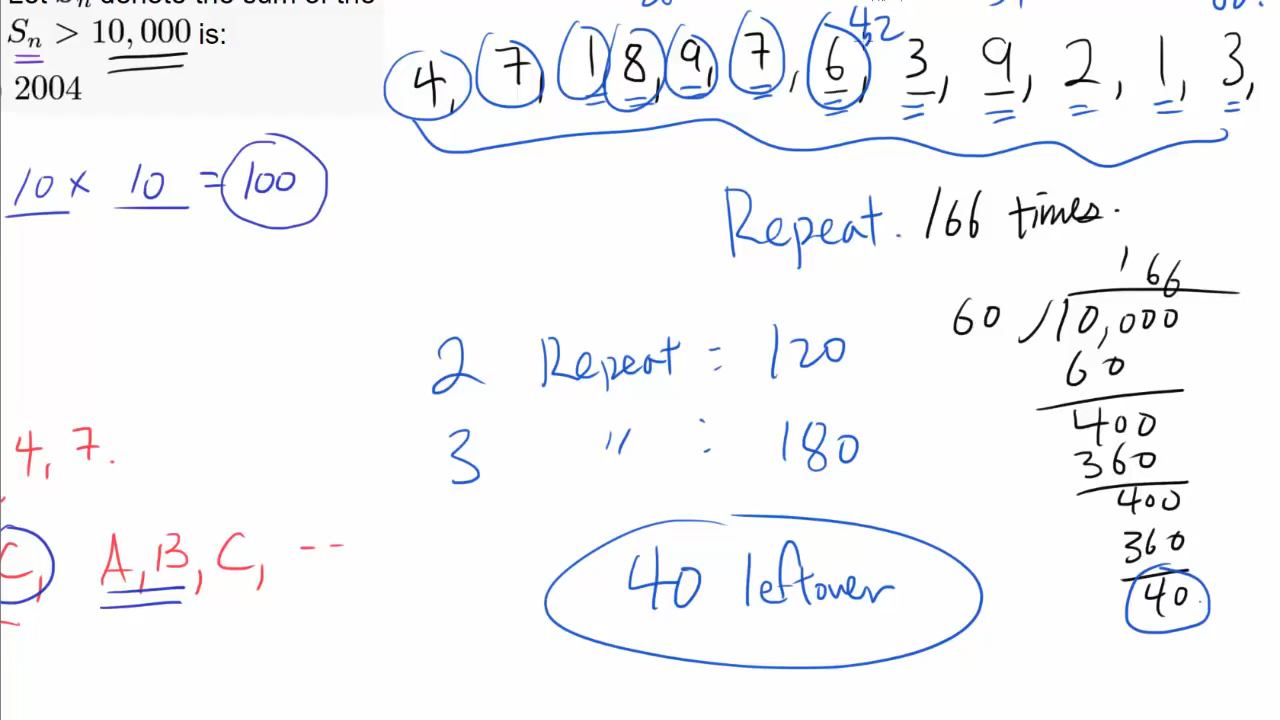 Sₙ > 10,000 is:
2004
4, 7, 1 8, 9, 7, 6, 3, 9, 2, 1, 3,
42
10 × 10 = 100
Repeat. 166 times.
166
60 10,000
60
400
360
400
360
40
2 Repeat : 120
3 〃 : 180
40 leftover
4, 7.
C, A, B, C, --